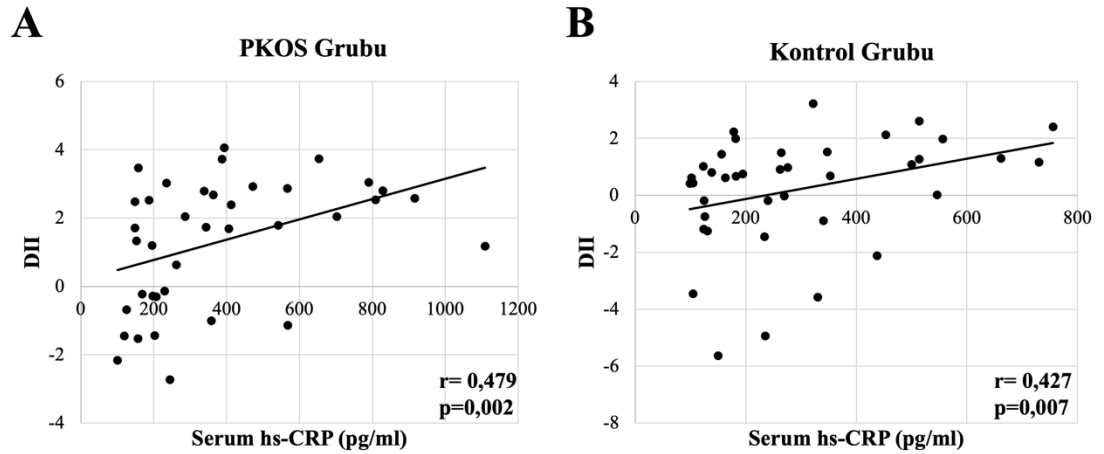 A
PKOS Grubu
6
4
2
0
-2
-4
0 200 400 600 800 1000 1200
DII
Serum hs-CRP (pg/ml)
r= 0,479
p=0,002
B
Kontrol Grubu
4
2
0
-2
-4
-6
-8
0 200 400 600 800
DII
Serum hs-CRP (pg/ml)
r= 0,427
p=0,007